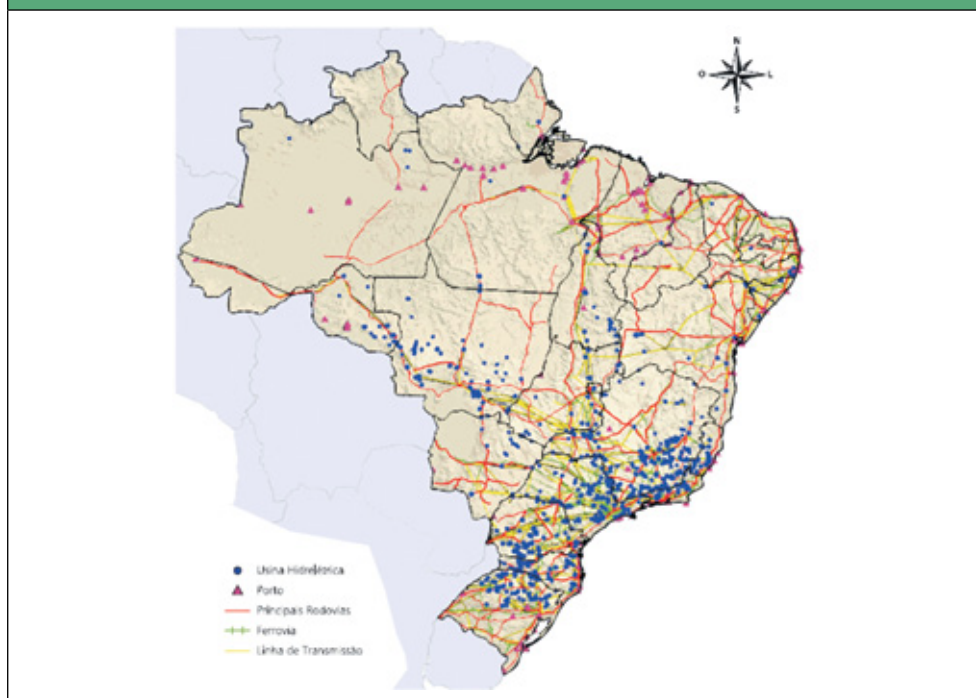 N
O
L
S
Usina Hidrelétrica
Porto
Principais Rodovias
Ferrovia
Linha de Transmissão